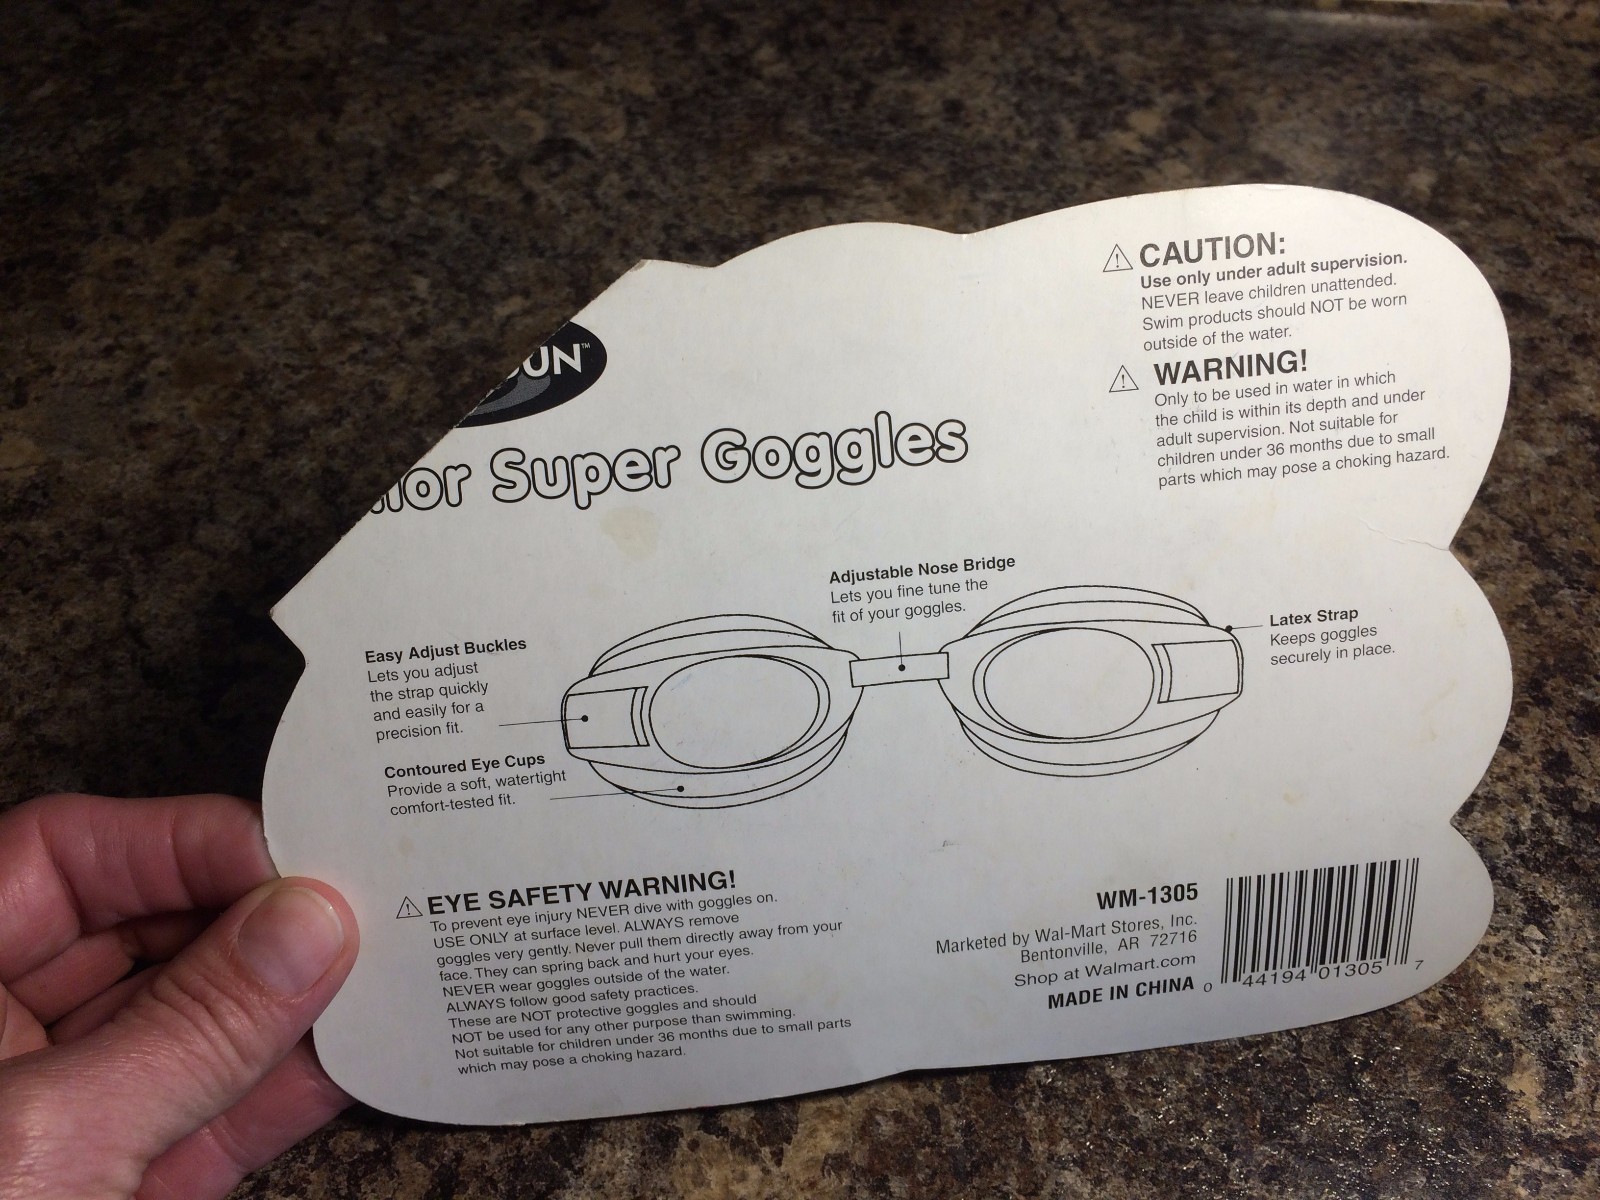 UN™
nor Super Goggles
CAUTION:
Use only under adult supervision.
NEVER leave children unattended.
Swim products should NOT be worn
outside of the water.
WARNING!
Only to be used in water in which
the child is within its depth and under
adult supervision. Not suitable for
children under 36 months due to small
parts which may pose a choking hazard.
Adjustable Nose Bridge
Lets you fine tune the
fit of your goggles.
Latex Strap
Keeps goggles
securely in place.
Easy Adjust Buckles
Lets you adjust
the strap quickly
and easily for a
precision fit.
Contoured Eye Cups
Provide a soft, watertight
comfort-tested fit.
EYE SAFETY WARNING!
To prevent eye injury NEVER dive with goggles on.
USE ONLY at surface level. ALWAYS remove
goggles very gently. Never pull them directly away from your
face. They can spring back and hurt your eyes.
NEVER wear goggles outside of the water.
ALWAYS follow good safety practices.
These are NOT protective goggles and should
NOT be used for any other purpose than swimming.
Not suitable for children under 36 months due to small parts
which may pose a choking hazard.
WM-1305
Marketed by Wal-Mart Stores, Inc.
Bentonville, AR 72716
Shop at Walmart.com
MADE IN CHINA
0 44194 01305 7